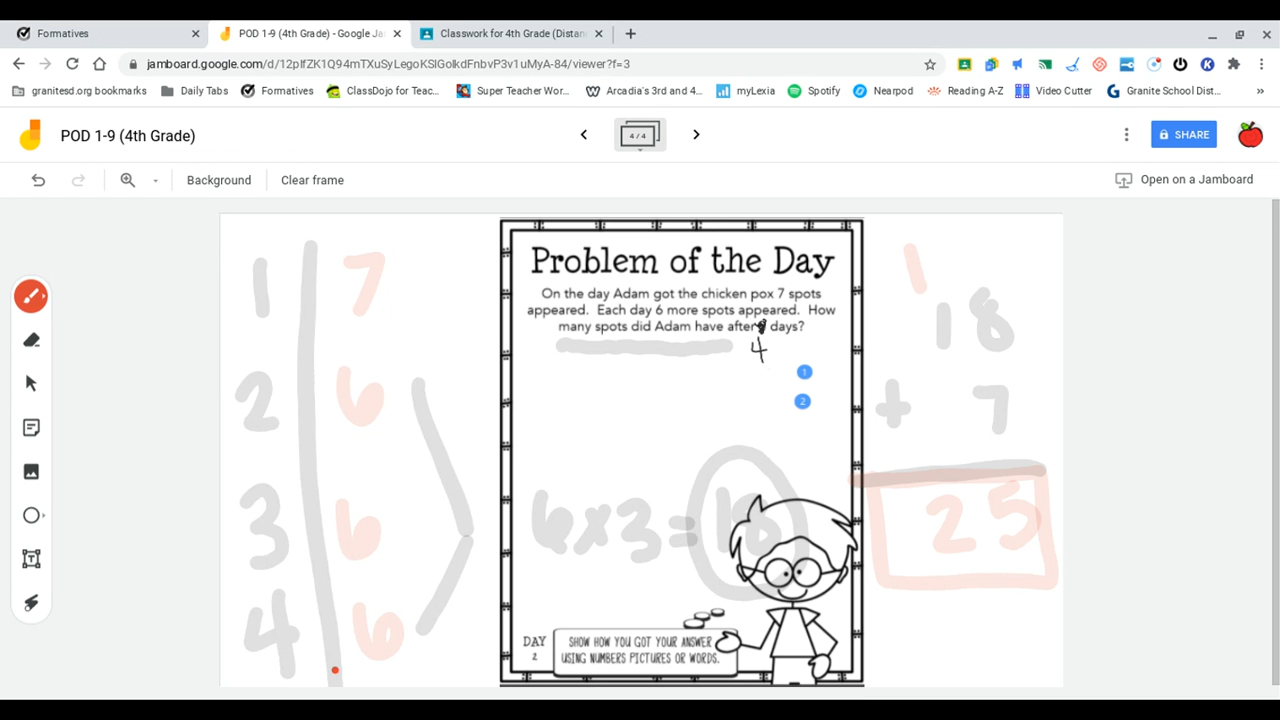 Formatives
POD 1-9 (4th Grade) - Google Ja
Classwork for 4th Grade (Distan
jamboard.google.com/d/12pIfZK1Q94mTXuSyLegoKSIGolkdFnbvP3v1uMyA-84/viewer?f=3
granitesd.org bookmarks
Daily Tabs
Formatives
ClassDojo for Teac...
Super Teacher Wor...
Arcadia's 3rd and 4...
myLexia
Spotify
Nearpod
Reading A-Z
Video Cutter
Granite School Dist...
POD 1-9 (4th Grade)
4 / 4
SHARE
Background
Clear frame
Open on a Jamboard
Problem of the Day
On the day Adam got the chicken pox 7 spots
appeared. Each day 6 more spots appeared. How
many spots did Adam have after days?
4
1
2
1 7
2 6
3 6
4 6
6x3=18
1
18
+ 7
25
DAY
2
SHOW HOW YOU GOT YOUR ANSWER
USING NUMBERS PICTURES OR WORDS.